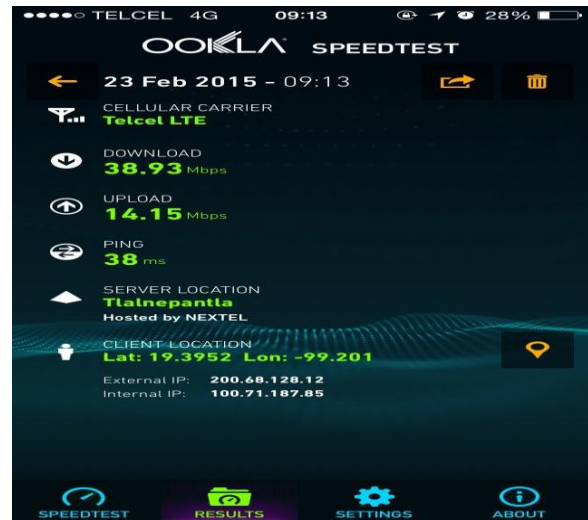 TELCEL 4G 09:13 28%
OOKLA SPEEDTEST
23 Feb 2015 - 09:13
CELLULAR CARRIER
Telcel LTE
DOWNLOAD
38.93 Mbps
UPLOAD
14.15 Mbps
PING
38 ms
SERVER LOCATION
Tlalnepantla
Hosted by NEXTEL
CLIENT LOCATION
Lat: 19.3952 Lon: -99.201
External IP: 200.68.128.12
Internal IP: 100.71.187.85
SPEEDTEST RESULTS SETTINGS ABOUT